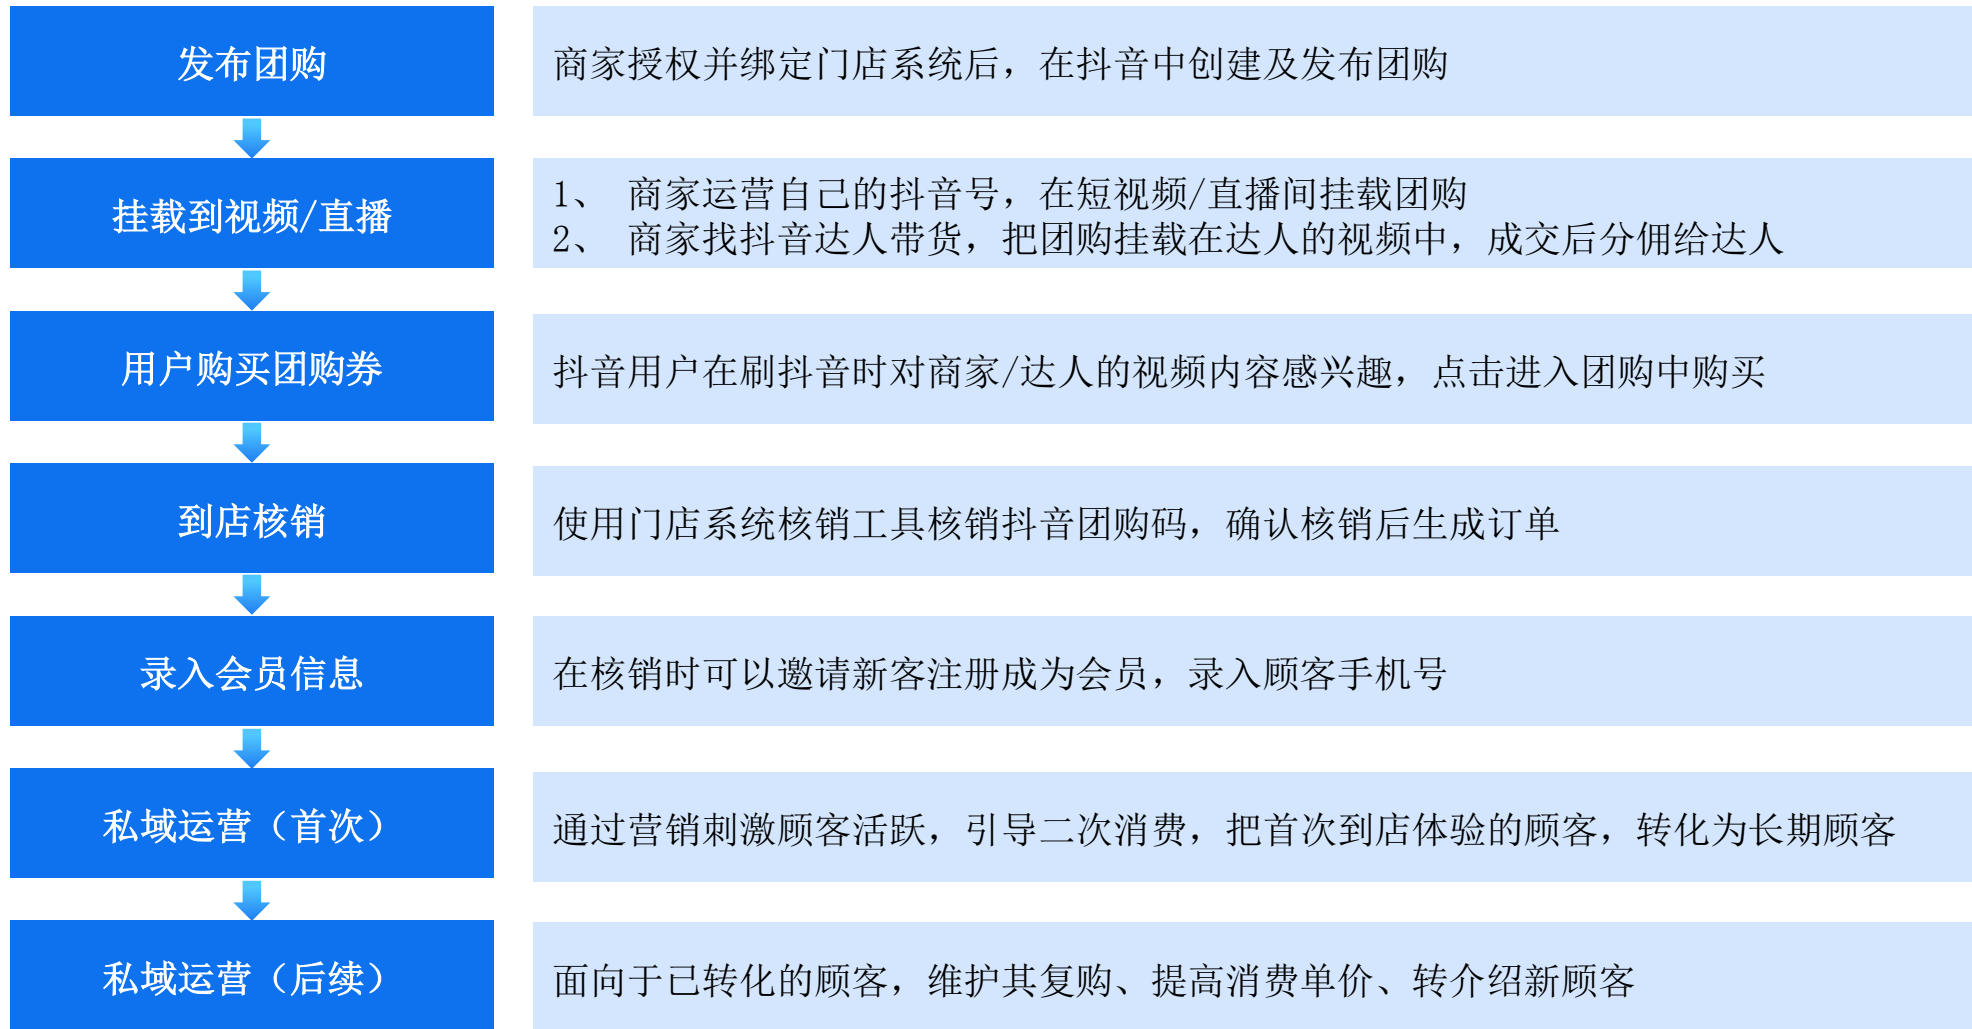 发布团购
商家授权并绑定门店系统后，在抖音中创建及发布团购
挂载到视频/直播
1、 商家运营自己的抖音号，在短视频/直播间挂载团购
2、 商家找抖音达人带货，把团购挂载在达人的视频中，成文后分佣给达人
用户购买团购券
抖音用户在刷抖音时对商家/达人的视频内容感兴趣，点击进入团购中购买
到店核销
使用门店系统核销工具核销抖音团购码，确认核销后生成订单
录入会员信息
在核销时可以邀请新客注册成为会员，录入顾客手机号
私域运营（首次）
通过营销刺激顾客活跃，引导二次消费，把首次到店体验的顾客，转化为长期顾客
私域运营（后续）
面向于已转化的顾客，维护其复购、提高消费单价、转介绍新顾客